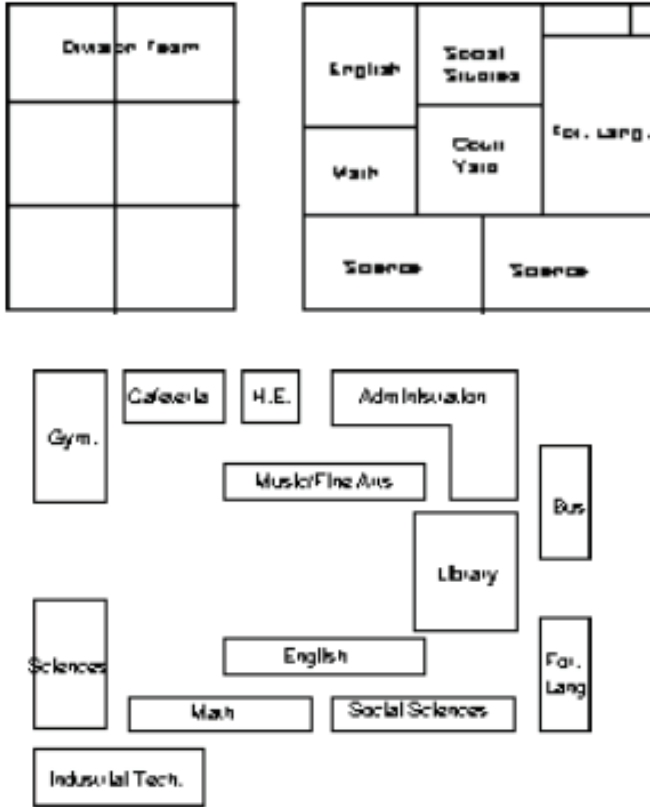 Division Team
English
Social
Studies
For. Lang.
Math
Court
Yard
Science
Science
Cafeteria
H.E.
Administration
Gym.
Music/Fine Arts
Bus
Library
Sciences
English
For.
Lang
Math
Social Sciences
Industrial Tech.